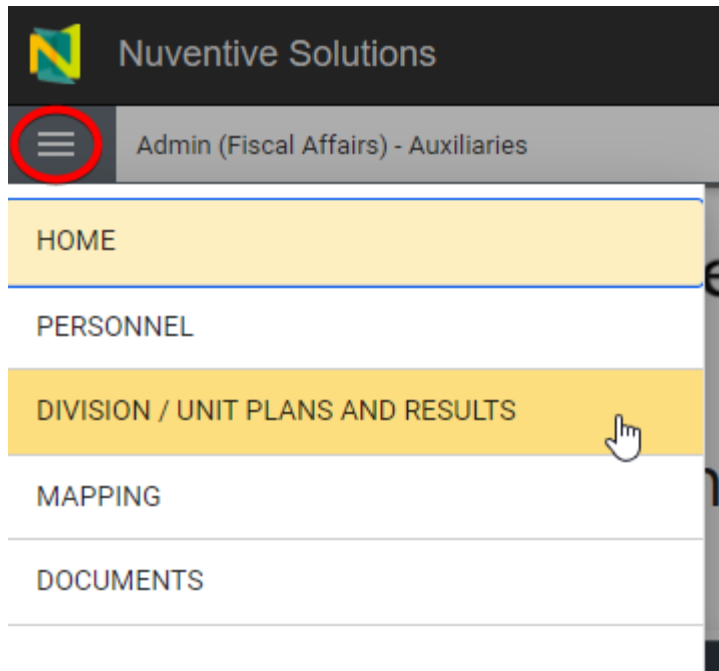 Nuventive Solutions
Admin (Fiscal Affairs) - Auxiliaries
HOME
PERSONNEL
DIVISION / UNIT PLANS AND RESULTS
MAPPING
DOCUMENTS